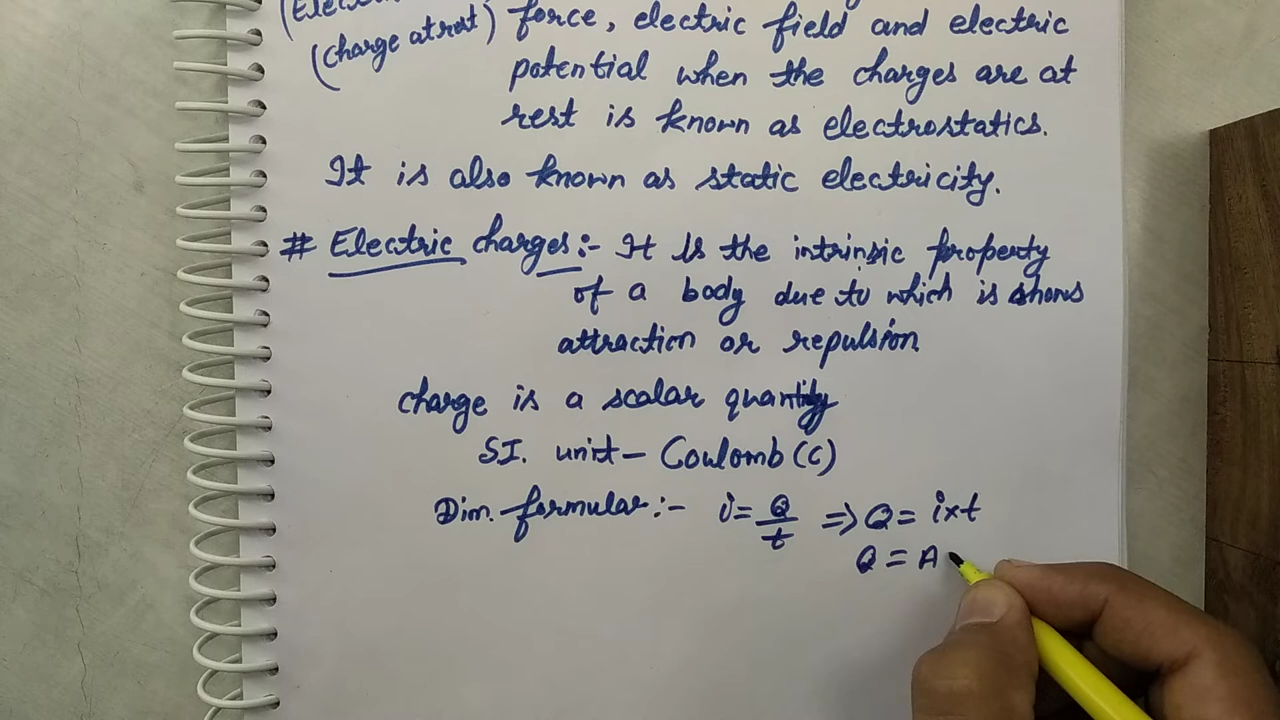 force, electric field and electric
(charge at rest) potential when the charges are at
rest is known as electrostatics.
It is also known as static electricity.
# Electric charges:- It Is the intrinsic property
of a body due to which is shows
attraction or repulsion
charge is a scalar quantity
SI. unit - Coulomb (C)
Dim. formular:- i = Q/t => Q = i×t
Q = A